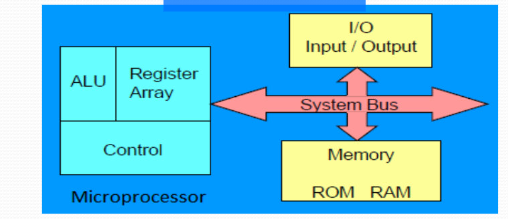 I/O
Input / Output
ALU
Register
Array
System Bus
Control
Memory
ROM RAM
Microprocessor